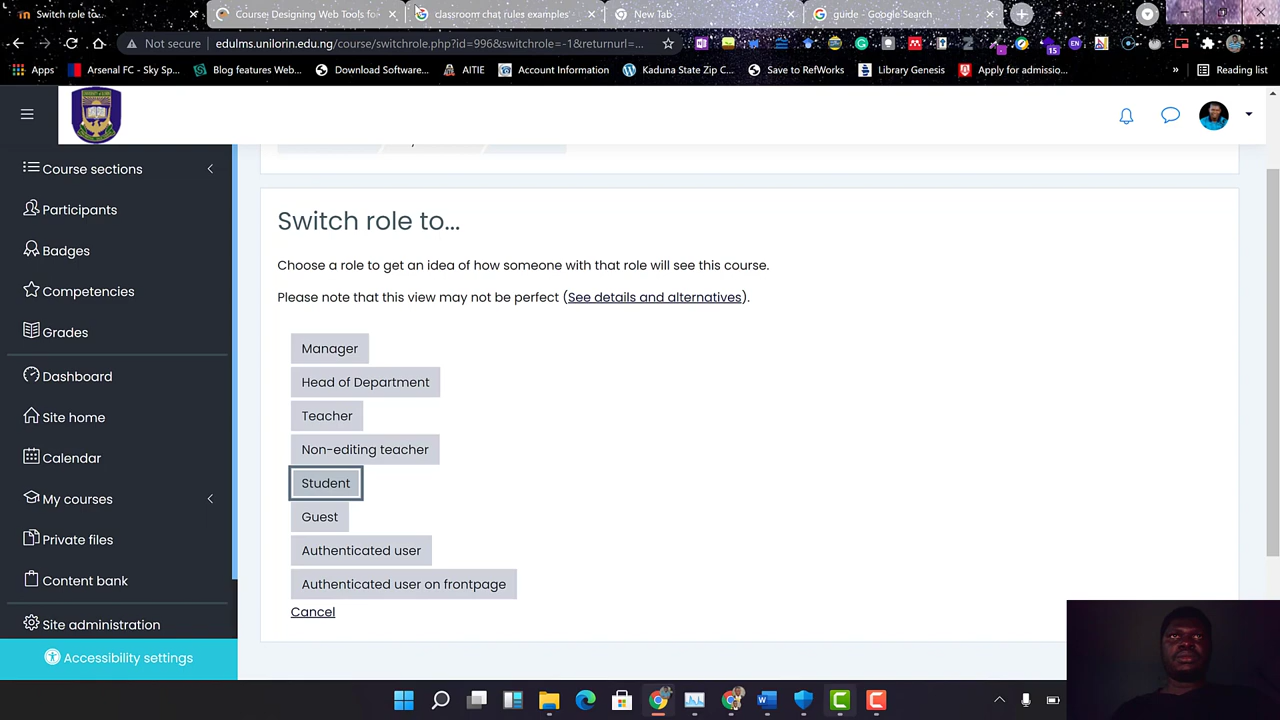 Switch role to...
Course: Designing Web Tools fo
classroom chat rules examples
New Tab
guide - Google Search
Not secure
edulms.unilorin.edu.ng/course/switchrole.php?id=996&switchrole=-1&returnurl=...
Apps
Arsenal FC - Sky Sp...
Blog features Web...
Download Software...
AITIE
Account Information
Kaduna State Zip C...
Save to RefWorks
Library Genesis
Apply for admissio...
»
Reading list
Course sections
Participants
Badges
Competencies
Grades
Dashboard
Site home
Calendar
My courses
Private files
Content bank
Site administration
Accessibility settings
Switch role to...
Choose a role to get an idea of how someone with that role will see this course.
Please note that this view may not be perfect (See details and alternatives).
Manager
Head of Department
Teacher
Non-editing teacher
Student
Guest
Authenticated user
Authenticated user on frontpage
Cancel